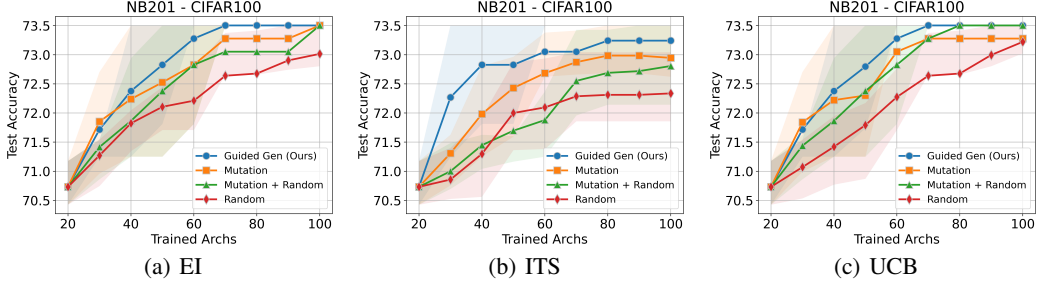 NB201 - CIFAR100
73.5
73.0
72.5
72.0
71.5
71.0
70.5
Test Accuracy
Guided Gen (Ours)
Mutation
Mutation + Random
Random
20 40 60 80 100
Trained Archs
(a) EI
NB201 - CIFAR100
73.5
73.0
72.5
72.0
71.5
71.0
70.5
Test Accuracy
Guided Gen (Ours)
Mutation
Mutation + Random
Random
20 40 60 80 100
Trained Archs
(b) ITS
NB201 - CIFAR100
73.5
73.0
72.5
72.0
71.5
71.0
70.5
Test Accuracy
Guided Gen (Ours)
Mutation
Mutation + Random
Random
20 40 60 80 100
Trained Archs
(c) UCB